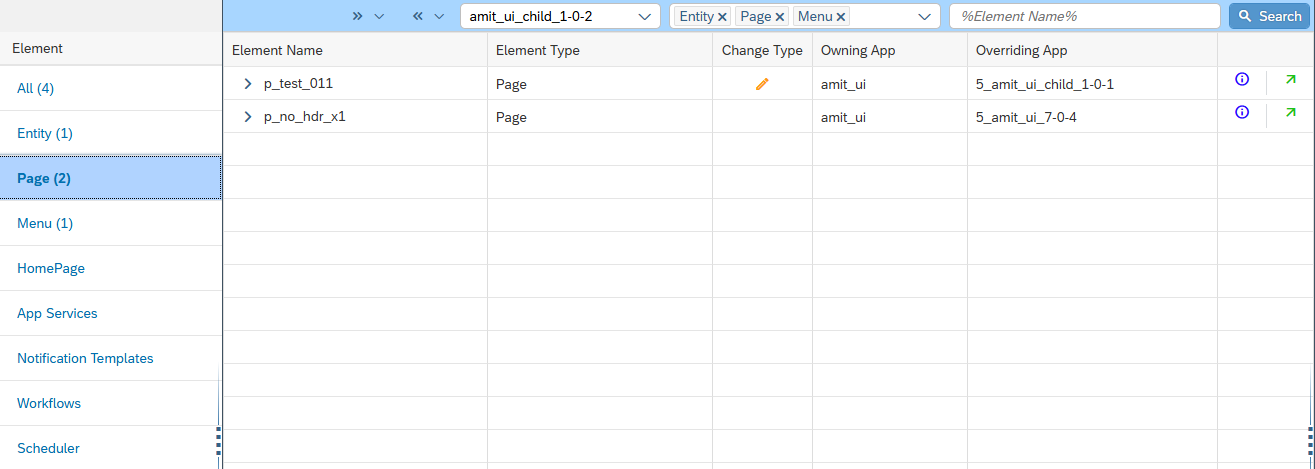 amit_ui_child_1-0-2 Entity Page Menu %Element Name% Search
Element
Element Name Element Type Change Type Owning App Overriding App
All (4)
Entity (1)
Page (2)
Menu (1)
HomePage
App Services
Notification Templates
Workflows
Scheduler
p_test_011 Page amit_ui 5_amit_ui_child_1-0-1
p_no_hdr_x1 Page amit_ui 5_amit_ui_7-0-4